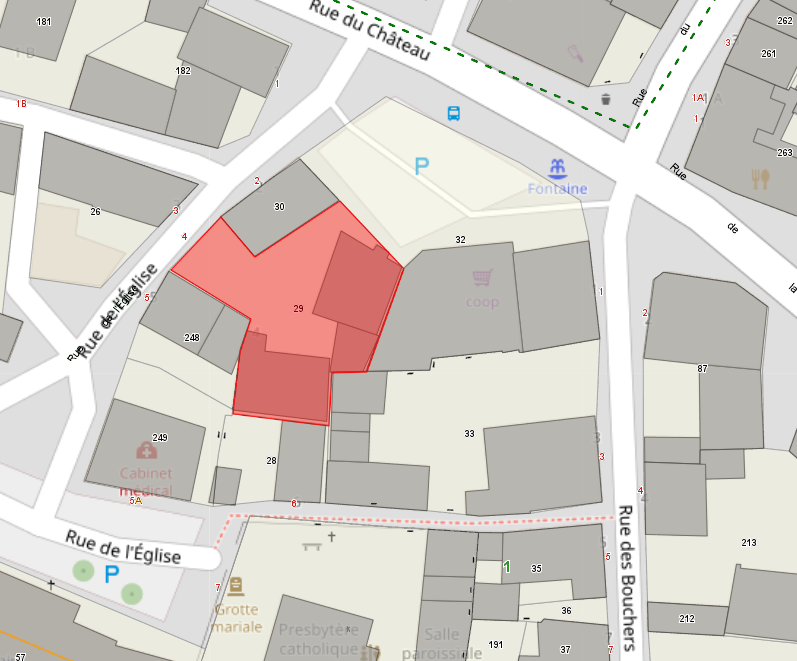 Rue du Château
181
1 B
182
1
1B
du
Rue
262
3
261
1A
A
1
263
P
Fontaine
Rue
de
la
2
30
26
3
4
32
coop
1
29
5
Rue de l'Église
Rue
248
2
87
249
Cabinet
médical
5A
28
33
3
3
4
6
Rue de l'Église
P
7
Grotte
mariale
Presbytère
catholique
Salle
paroissiale
1
35
5
36
191
37
7
7
Rue des Bouchers
213
212
57